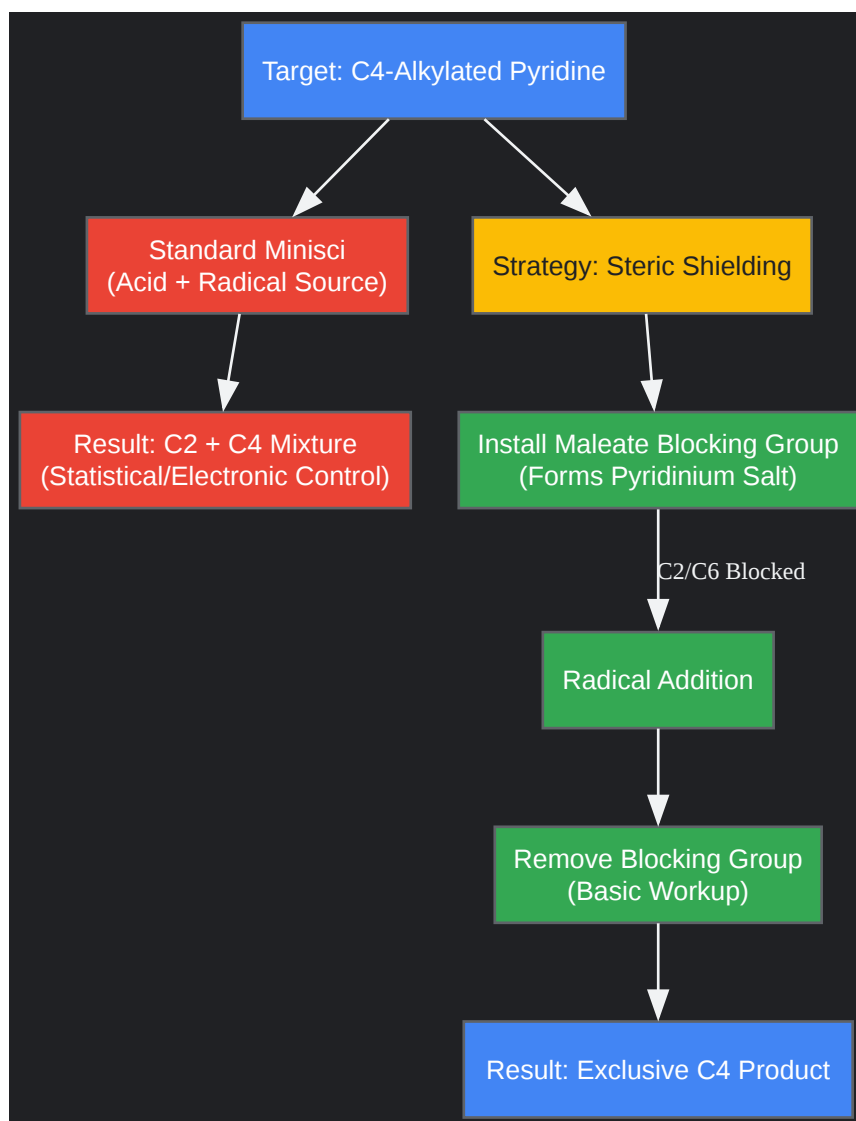 Target: C4-Alkylated Pyridine
Standard Minisci
(Acid + Radical Source)
Strategy: Steric Shielding
Result: C2 + C4 Mixture
(Statistical/Electronic Control)
Install Maleate Blocking Group
(Forms Pyridinium Salt)
C2/C6 Blocked
Radical Addition
Remove Blocking Group
(Basic Workup)
Result: Exclusive C4 Product